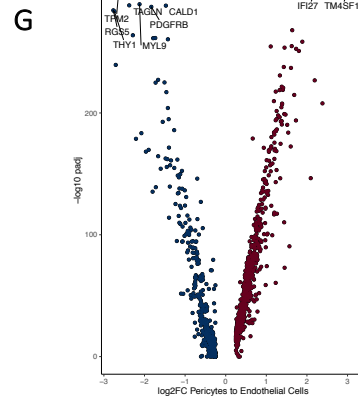 G
IFI27 TM4SF1
TAGLN CALD1
TPM2
PDGFRB
RGS5
THY1 MYL9
200
100
0
-log10 padj
-3 -2 -1 0 1 2 3
log2FC Pericytes to Endothelial Cells